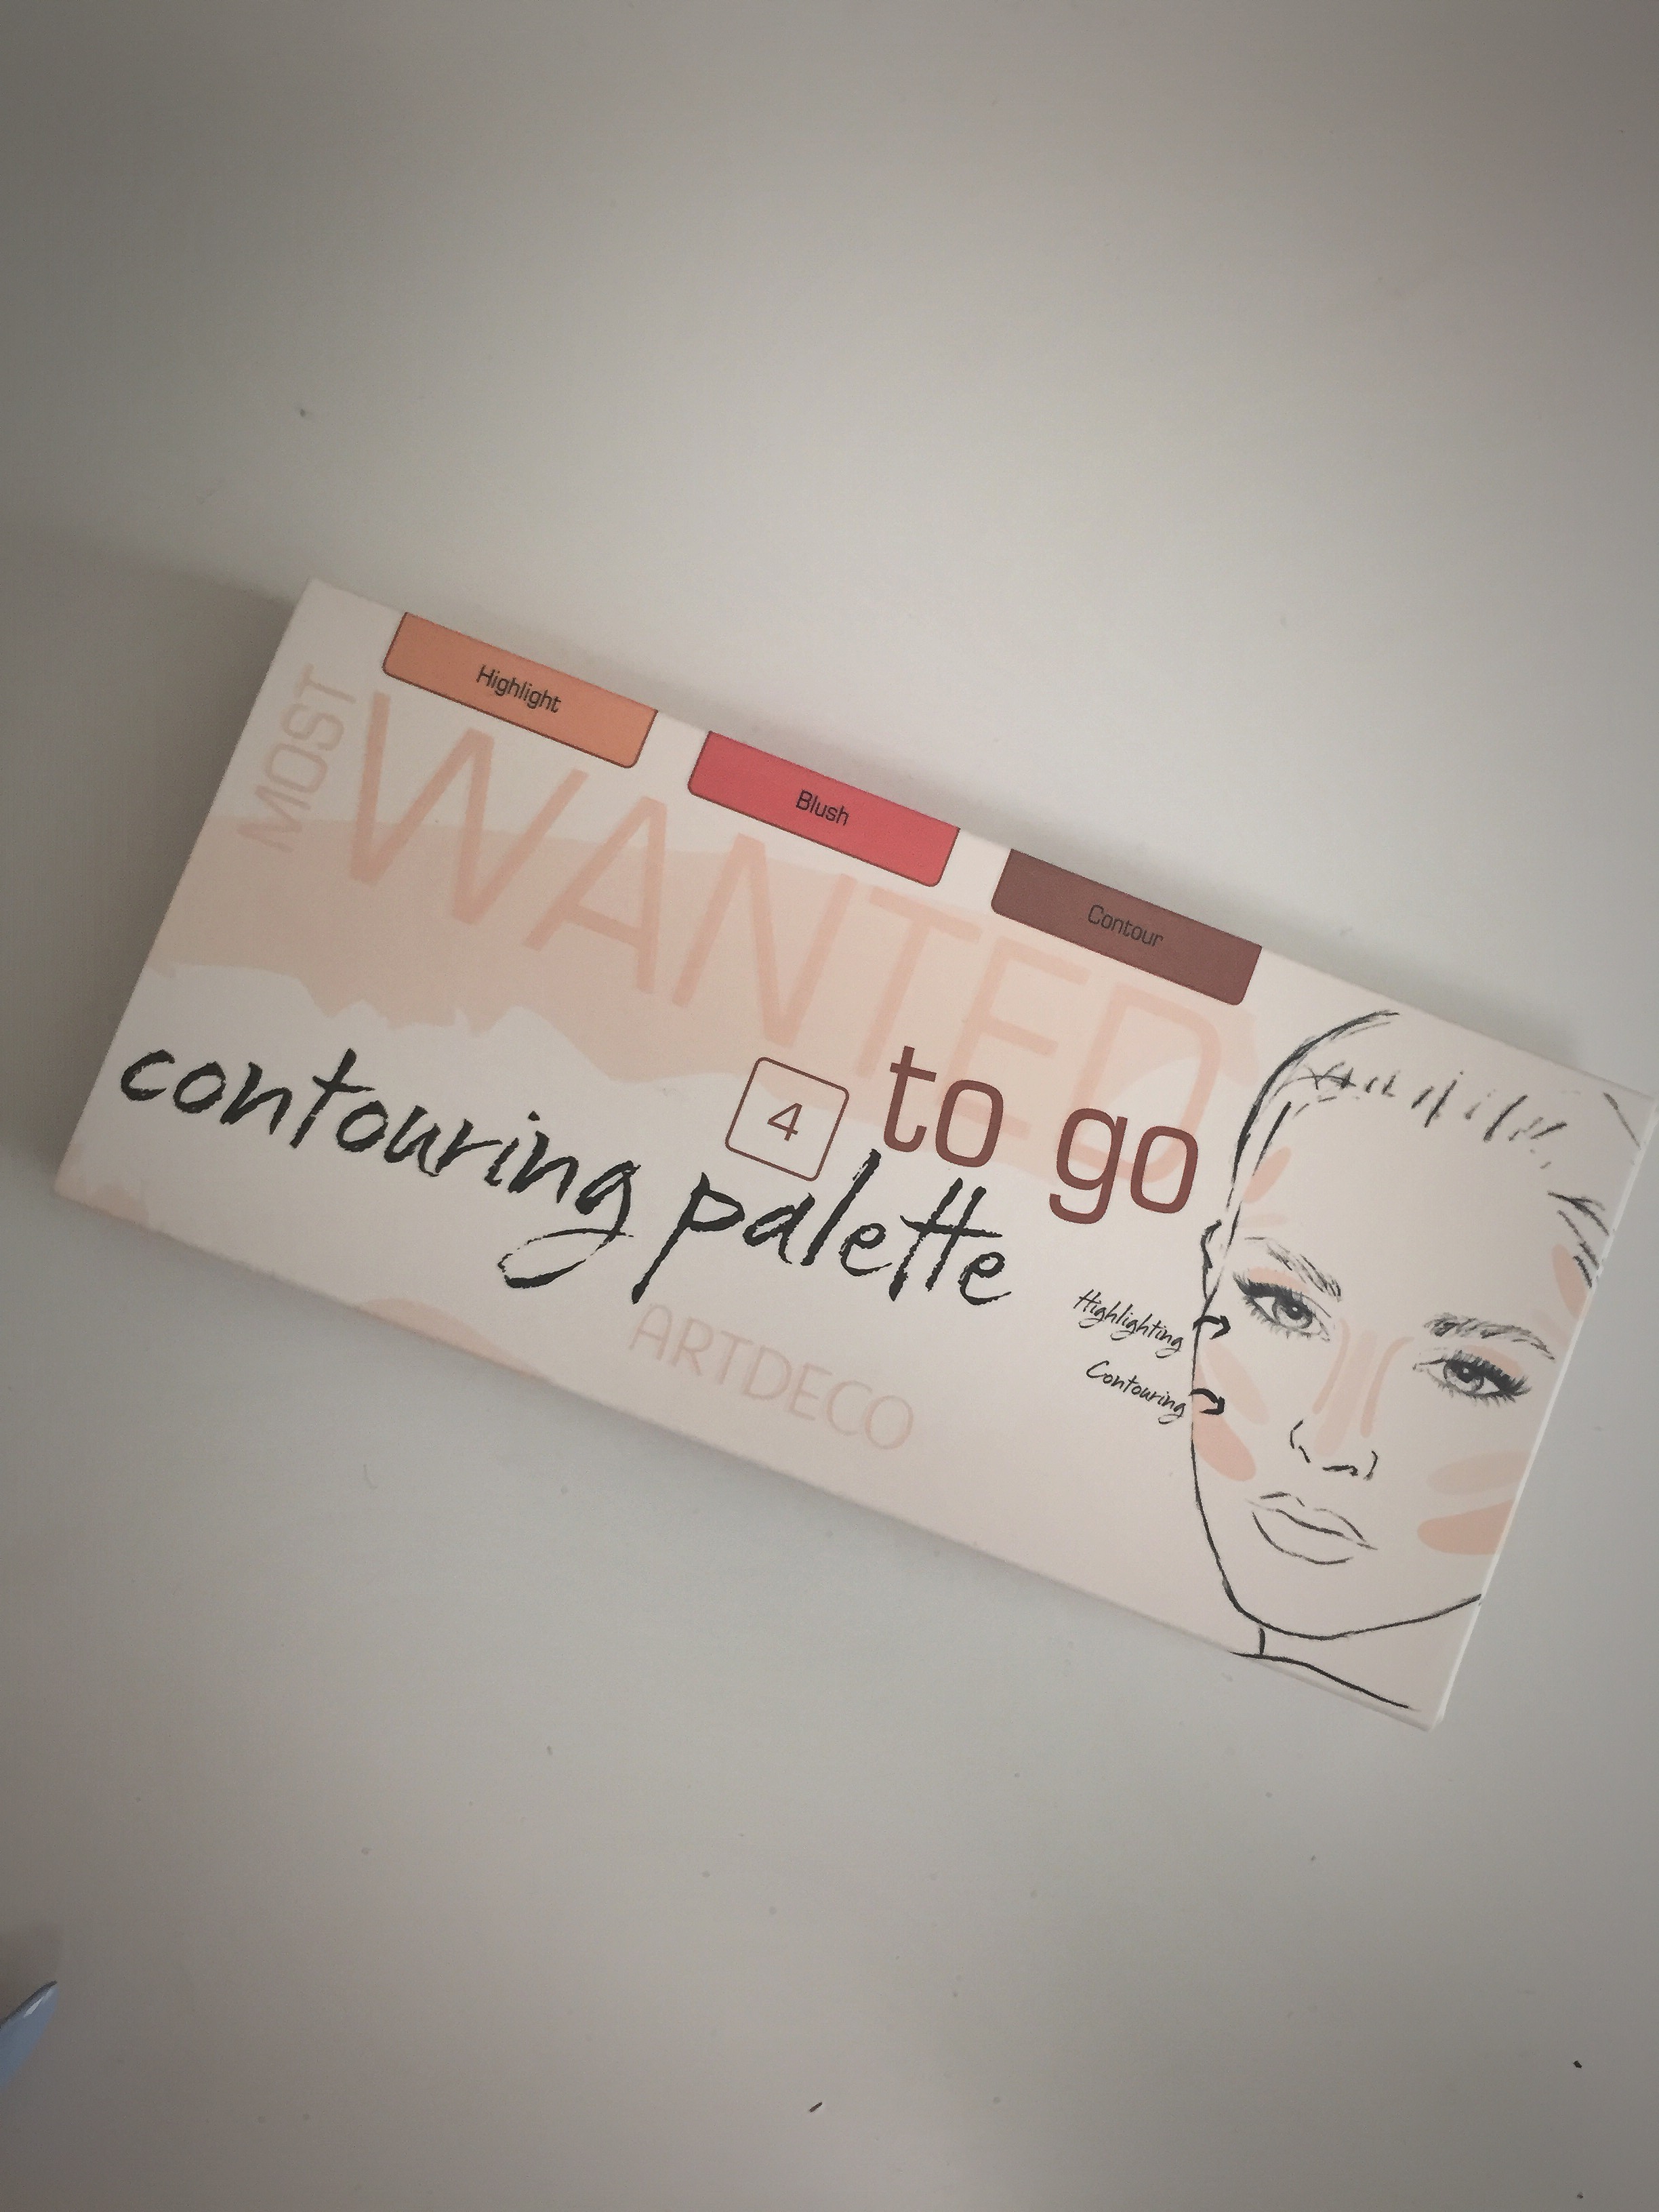 Highlight
Blush
Contour
MOST
WANTED
4 to go
contouring palette
ARTDECO
Highlighting
Contouring